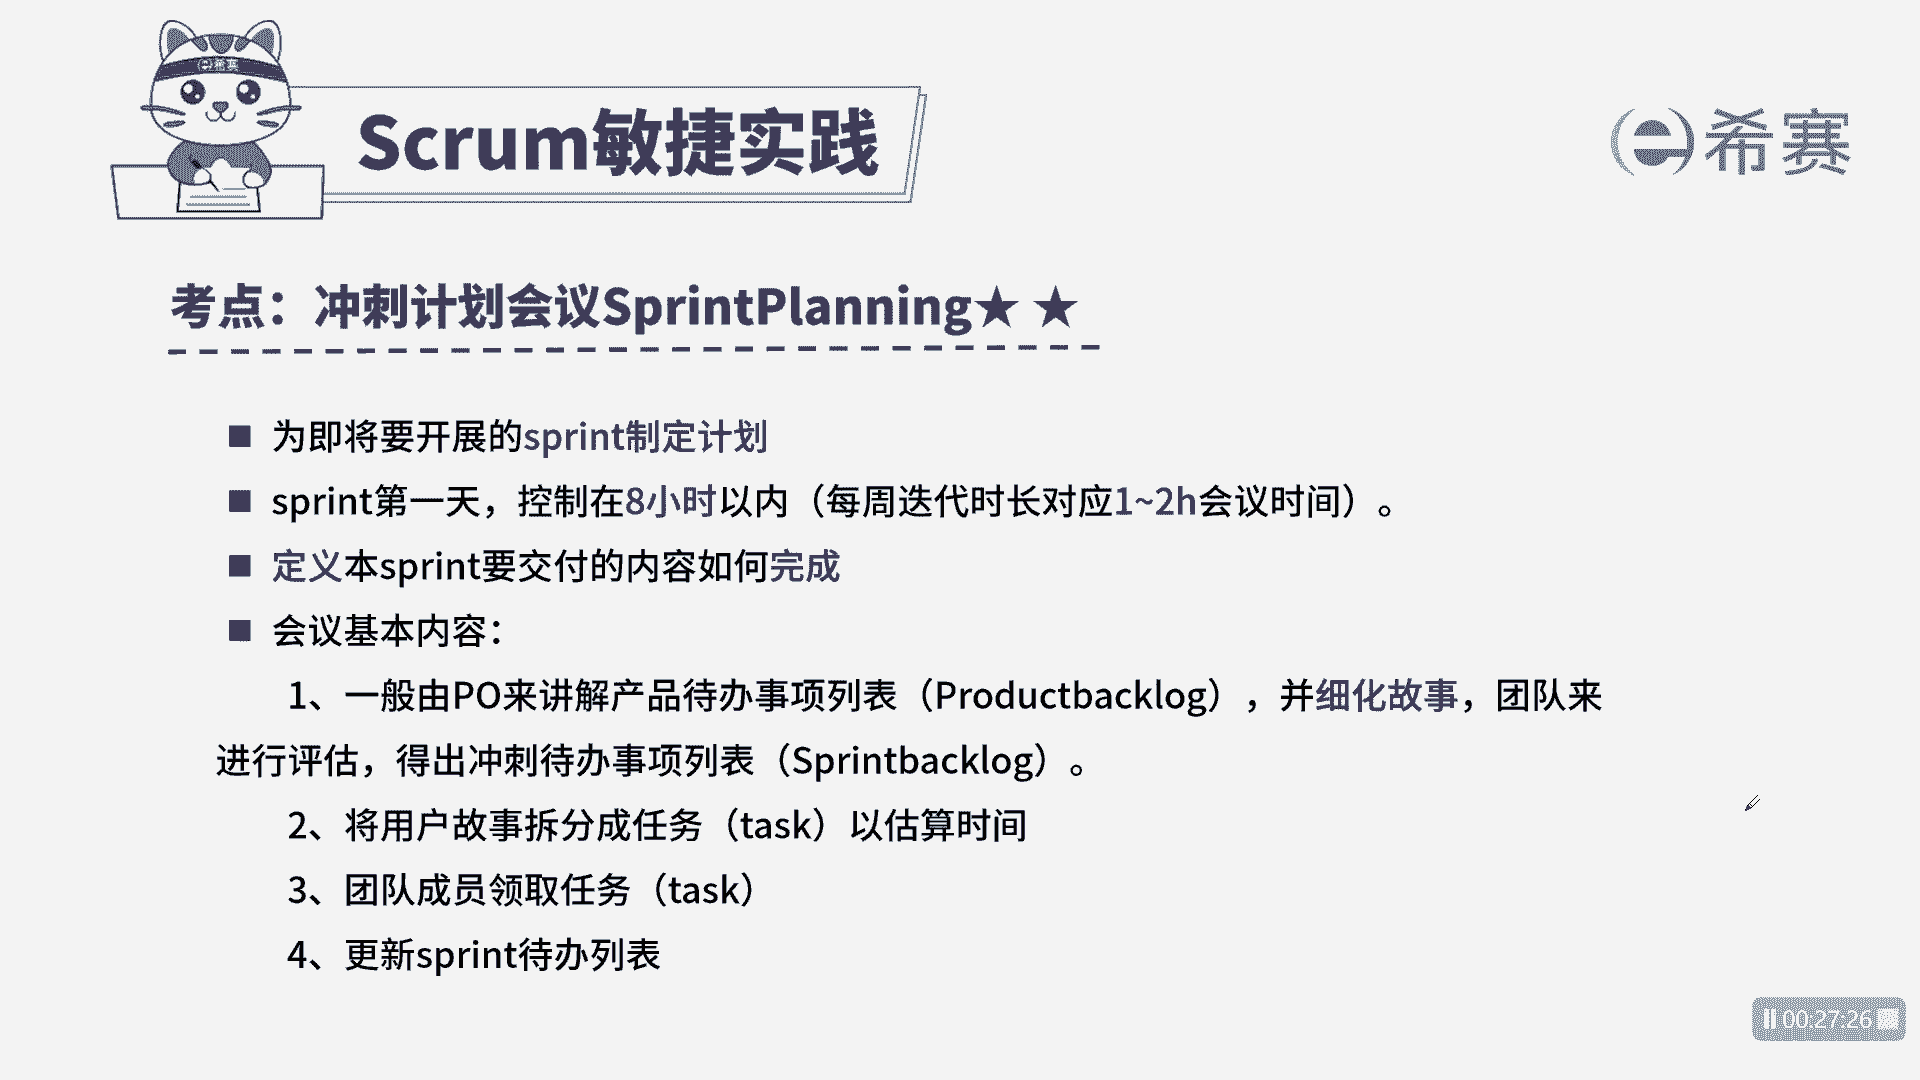 希赛
Scrum敏捷实践
希赛
考点：冲刺计划会议SprintPlanning★ ★
■ 为即将要开展的sprint制定计划
■ sprint第一天，控制在8小时以内（每周迭代时长对应1~2h会议时间）。
■ 定义本sprint要交付的内容如何完成
■ 会议基本内容：
1、一般由PO来讲解产品待办事项列表（Productbacklog），并细化故事，团队来
进行评估，得出冲刺待办事项列表（Sprintbacklog）。
2、将用户故事拆分成任务（task）以估算时间
3、团队成员领取任务（task）
4、更新sprint待办列表
00:27:26